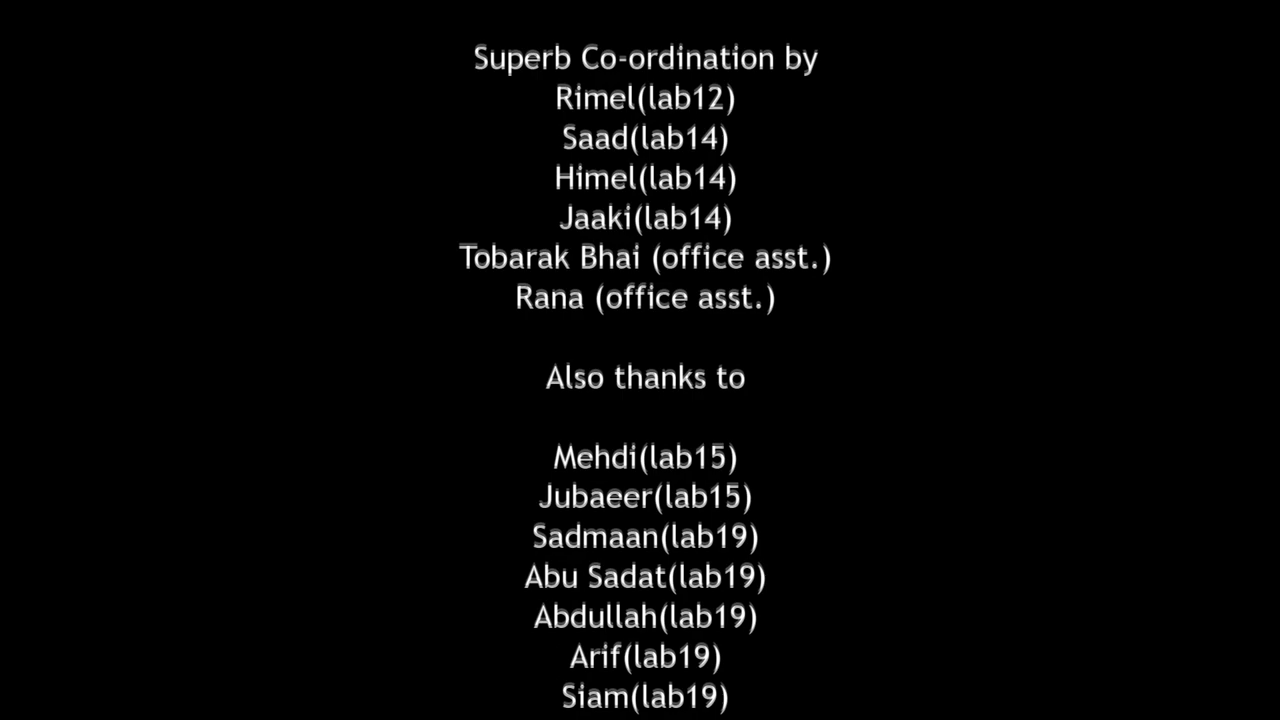 Superb Co-ordination by
Rimel(lab12)
Saad(lab14)
Himel(lab14)
Jaaki(lab14)
Tobarak Bhai (office asst.)
Rana (office asst.)
Also thanks to
Mehdi(lab15)
Jubaeer(lab15)
Sadmaan(lab19)
Abu Sadat(lab19)
Abdullah(lab19)
Arif(lab19)
Siam(lab19)